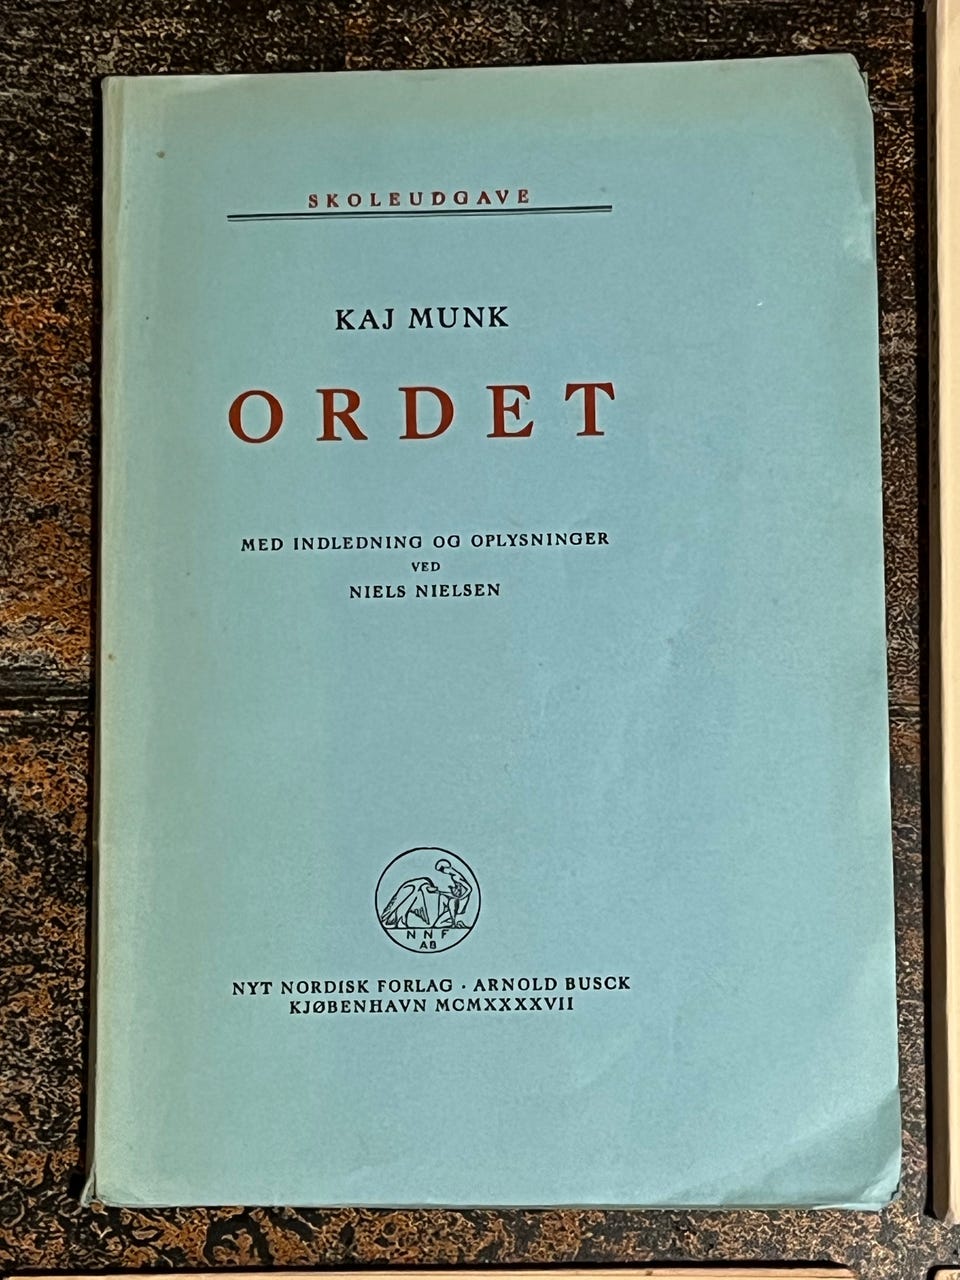 SKOLEUDGAVE
KAJ MUNK
ORDET
MED INDLEDNING OG OPLYSNINGER
VED
NIELS NIELSEN
N N F
AB
NYT NORDISK FORLAG · ARNOLD BUSCK
KJØBENHAVN MCMXXXXVII